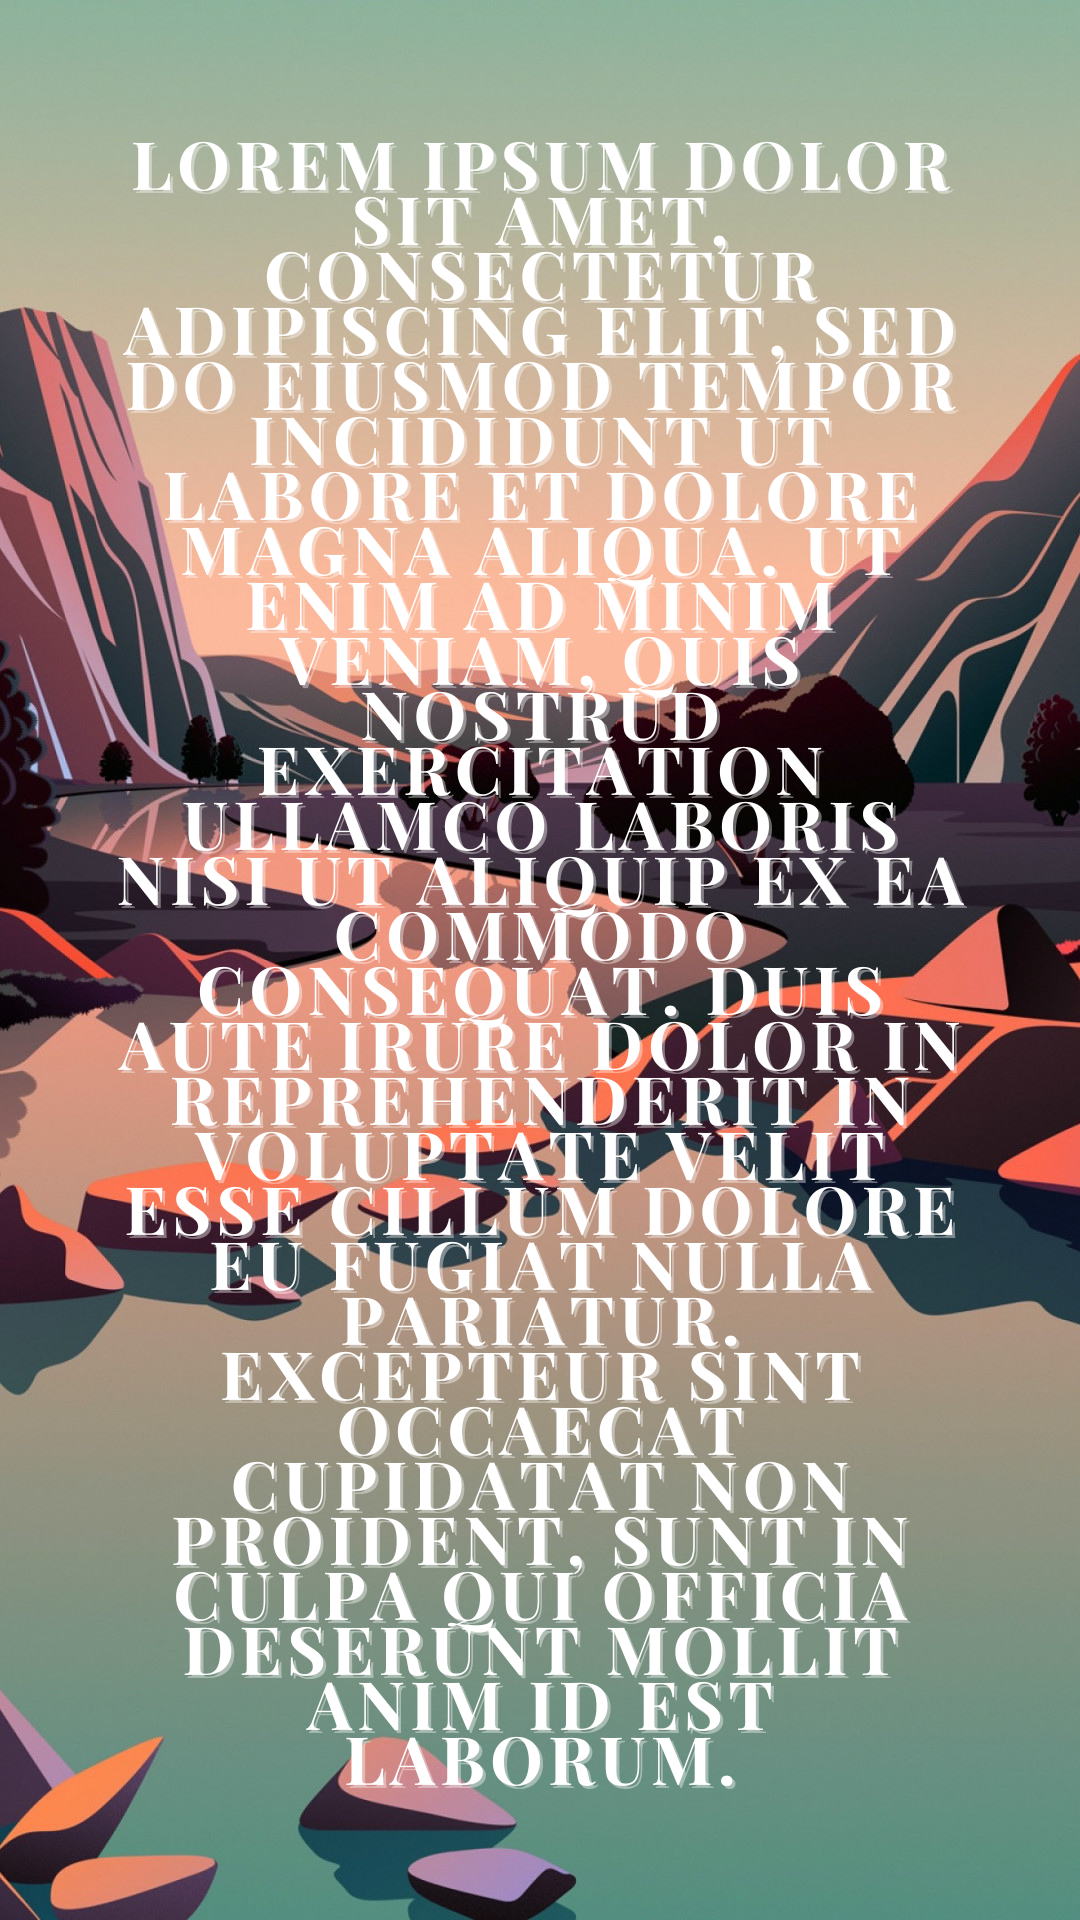 LOREM IPSUM DOLOR
SIT AMET,
CONSECTETUR
ADIPISCING ELIT, SED
DO EIUSMOD TEMPOR
INCIDIDUNT UT
LABORE ET DOLORE
MAGNA ALIQUA. UT
ENIM AD MINIM
VENIAM, QUIS
NOSTRUD
EXERCITATION
ULLAMCO LABORIS
NISI UT ALIQUIP EX EA
COMMODO
CONSEQUAT. DUIS
AUTE IRURE DOLOR IN
REPREHENDERIT IN
VOLUPTATE VELIT
ESSE CILLUM DOLORE
EU FUGIAT NULLA
PARIATUR.
EXCEPTEUR SINT
OCCAECAT
CUPIDATAT NON
PROIDENT, SUNT IN
CULPA QUI OFFICIA
DESERUNT MOLLIT
ANIM ID EST
LABORUM.